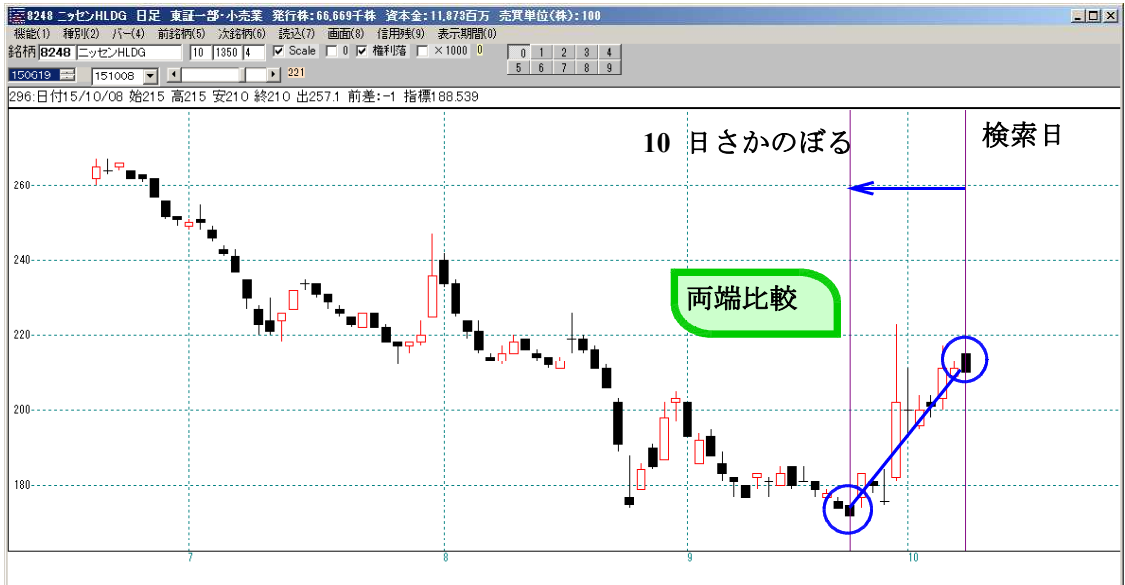 8248 ニッセンHLDG 日足 東証一部・小売業 発行株:66,669千株 資本金:11,873百万 売買単位(株):100
機能(1) 種別(2) バー(4) 前銘柄(5) 次銘柄(6) 読込(7) 画面(8) 信用残(9) 表示期間(0)
銘柄 8248 ニッセンHLDG 10 1350 4 Scale 0 権利落 ×1000 0 0 1 2 3 4
150619 151008 221 5 6 7 8 9
296:日付15/10/08 始215 高215 安210 終210 出257.1 前差:-1 指標188.539
10 日さかのぼる 検索日
260
240
両端比較
220
200
180
7 8 9 10